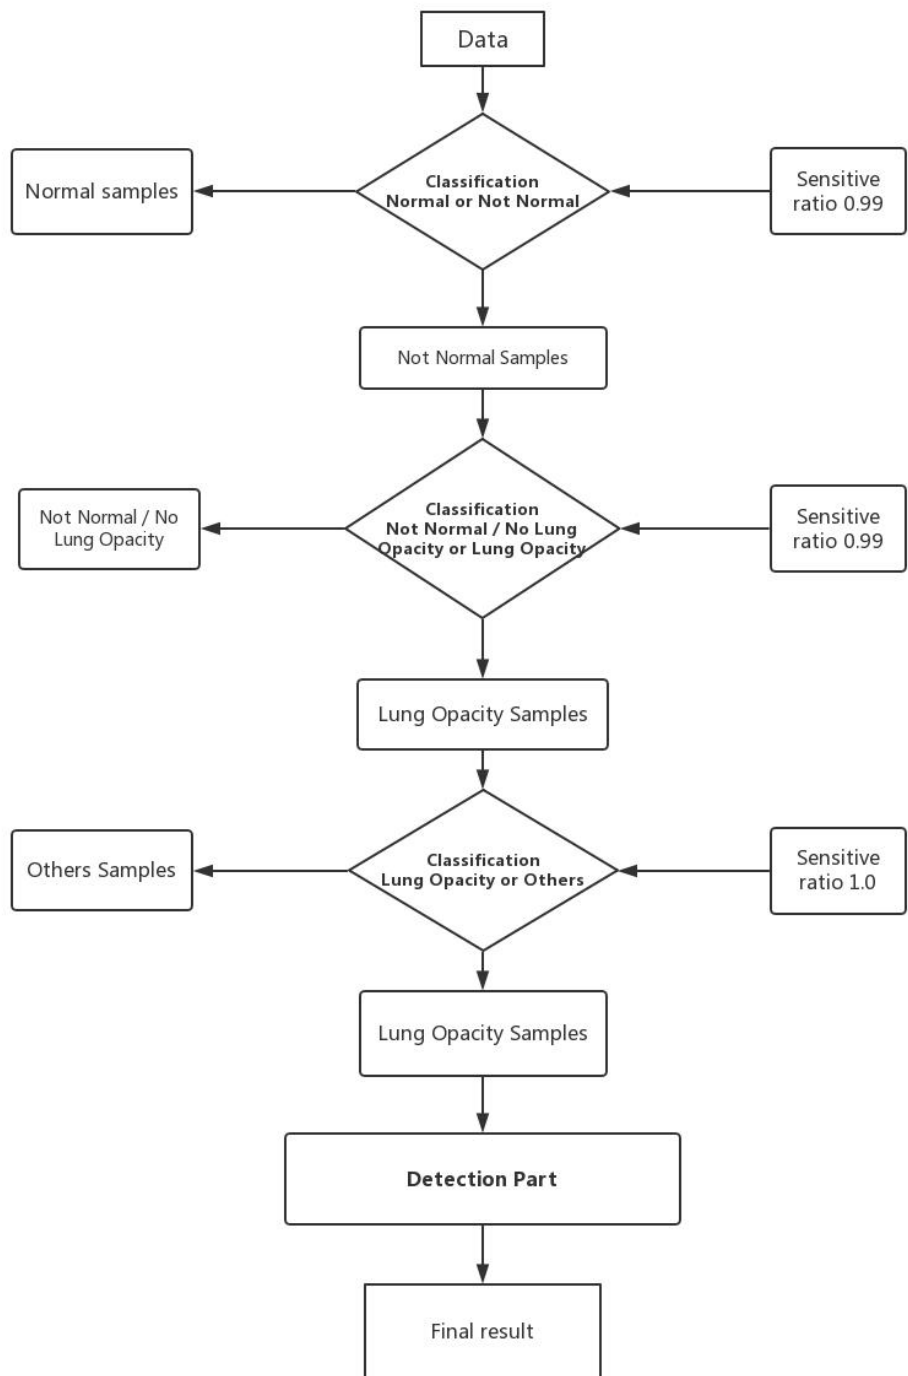 Data
Classification
Normal or Not Normal
Normal samples
Sensitive
ratio 0.99
Not Normal Samples
Classification
Not Normal / No Lung
Opacity or Lung Opacity
Not Normal / No
Lung Opacity
Sensitive
ratio 0.99
Lung Opacity Samples
Classification
Lung Opacity or Others
Others Samples
Sensitive
ratio 1.0
Lung Opacity Samples
Detection Part
Final result